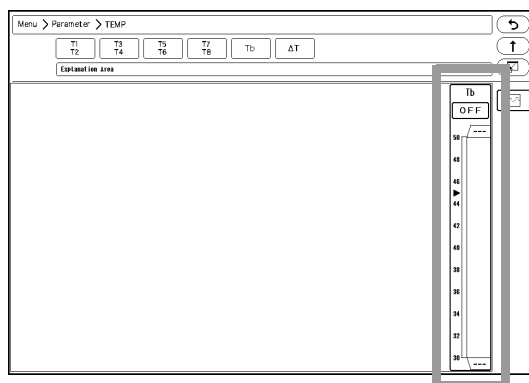 Menu > Parameter > TEMP
T1 T3 T5 T7 Tb ΔT
T2 T4 T6 T8
Explanation Area
Tb
OFF
---
50
48
46
44
42
40
38
36
34
32
30
---